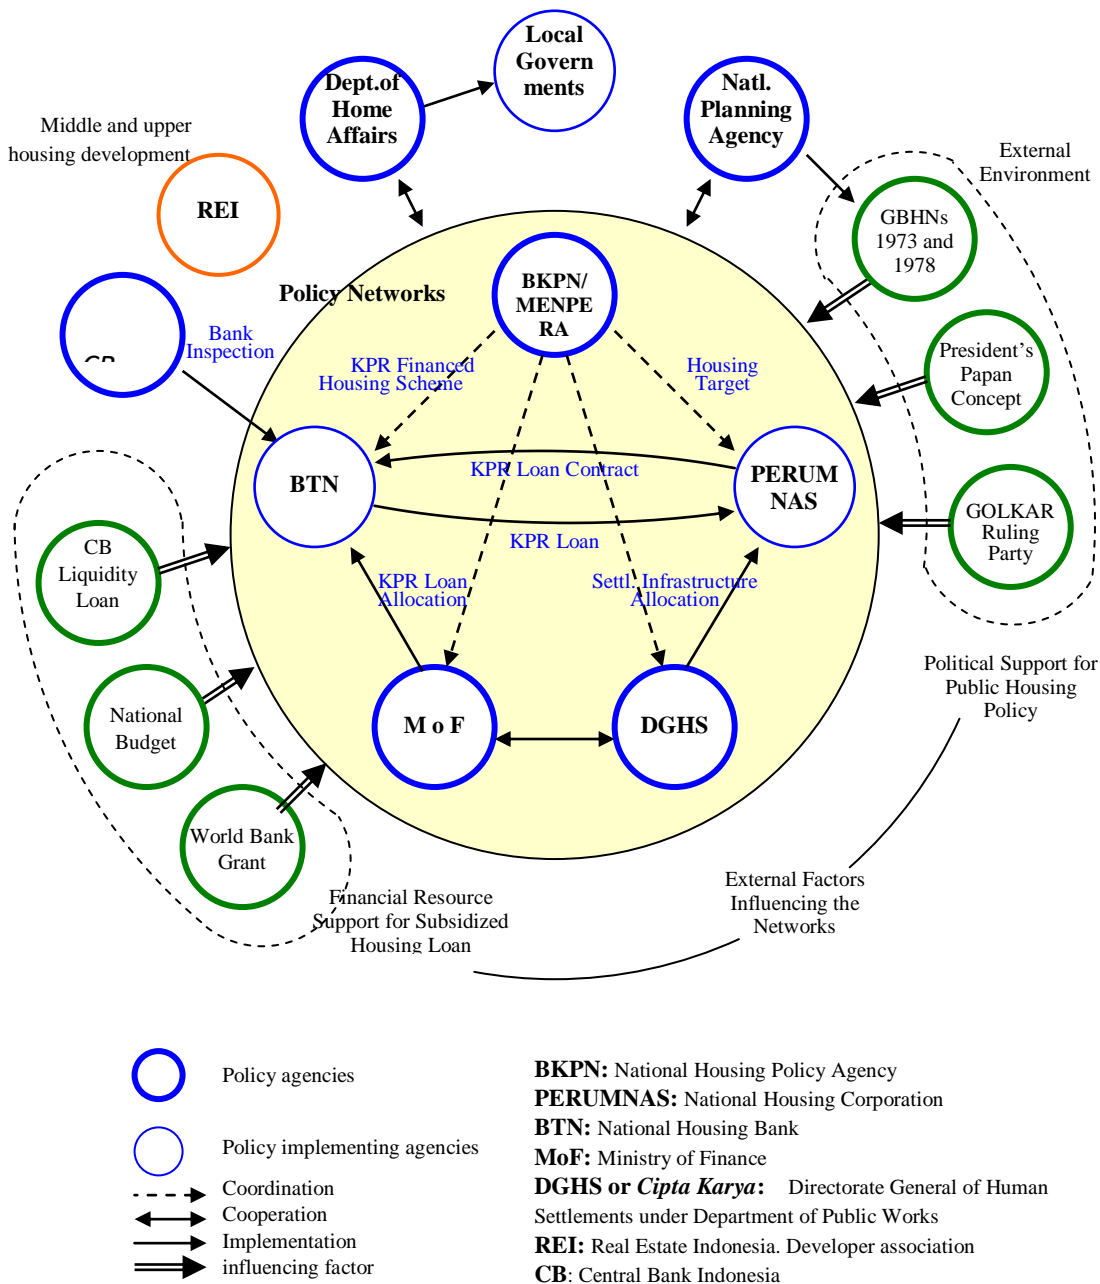 Local
Govern
ments
Dept.of
Home
Affairs
Natl.
Planning
Agency
Middle and upper
housing development
External
Environment
REI
GBHNs
1973 and
1978
Policy Networks
BKPN/
MENPE
RA
CB
Bank
Inspection
KPR Financed
Housing Scheme
Housing
Target
President’s
Papan
Concept
BTN
KPR Loan Contract
PERUM
NAS
GOLKAR
Ruling
Party
KPR Loan
CB
Liquidity
Loan
KPR Loan
Allocation
Settl. Infrastructure
Allocation
Political Support for
Public Housing
Policy
National
Budget
M o F
DGHS
World Bank
Grant
External Factors
Influencing the
Networks
Financial Resource
Support for Subsidized
Housing Loan
Policy agencies
Policy implementing agencies
Coordination
Cooperation
Implementation
influencing factor
BKPN: National Housing Policy Agency
PERUMNAS: National Housing Corporation
BTN: National Housing Bank
MoF: Ministry of Finance
DGHS or Cipta Karya: Directorate General of Human
Settlements under Department of Public Works
REI: Real Estate Indonesia. Developer association
CB: Central Bank Indonesia